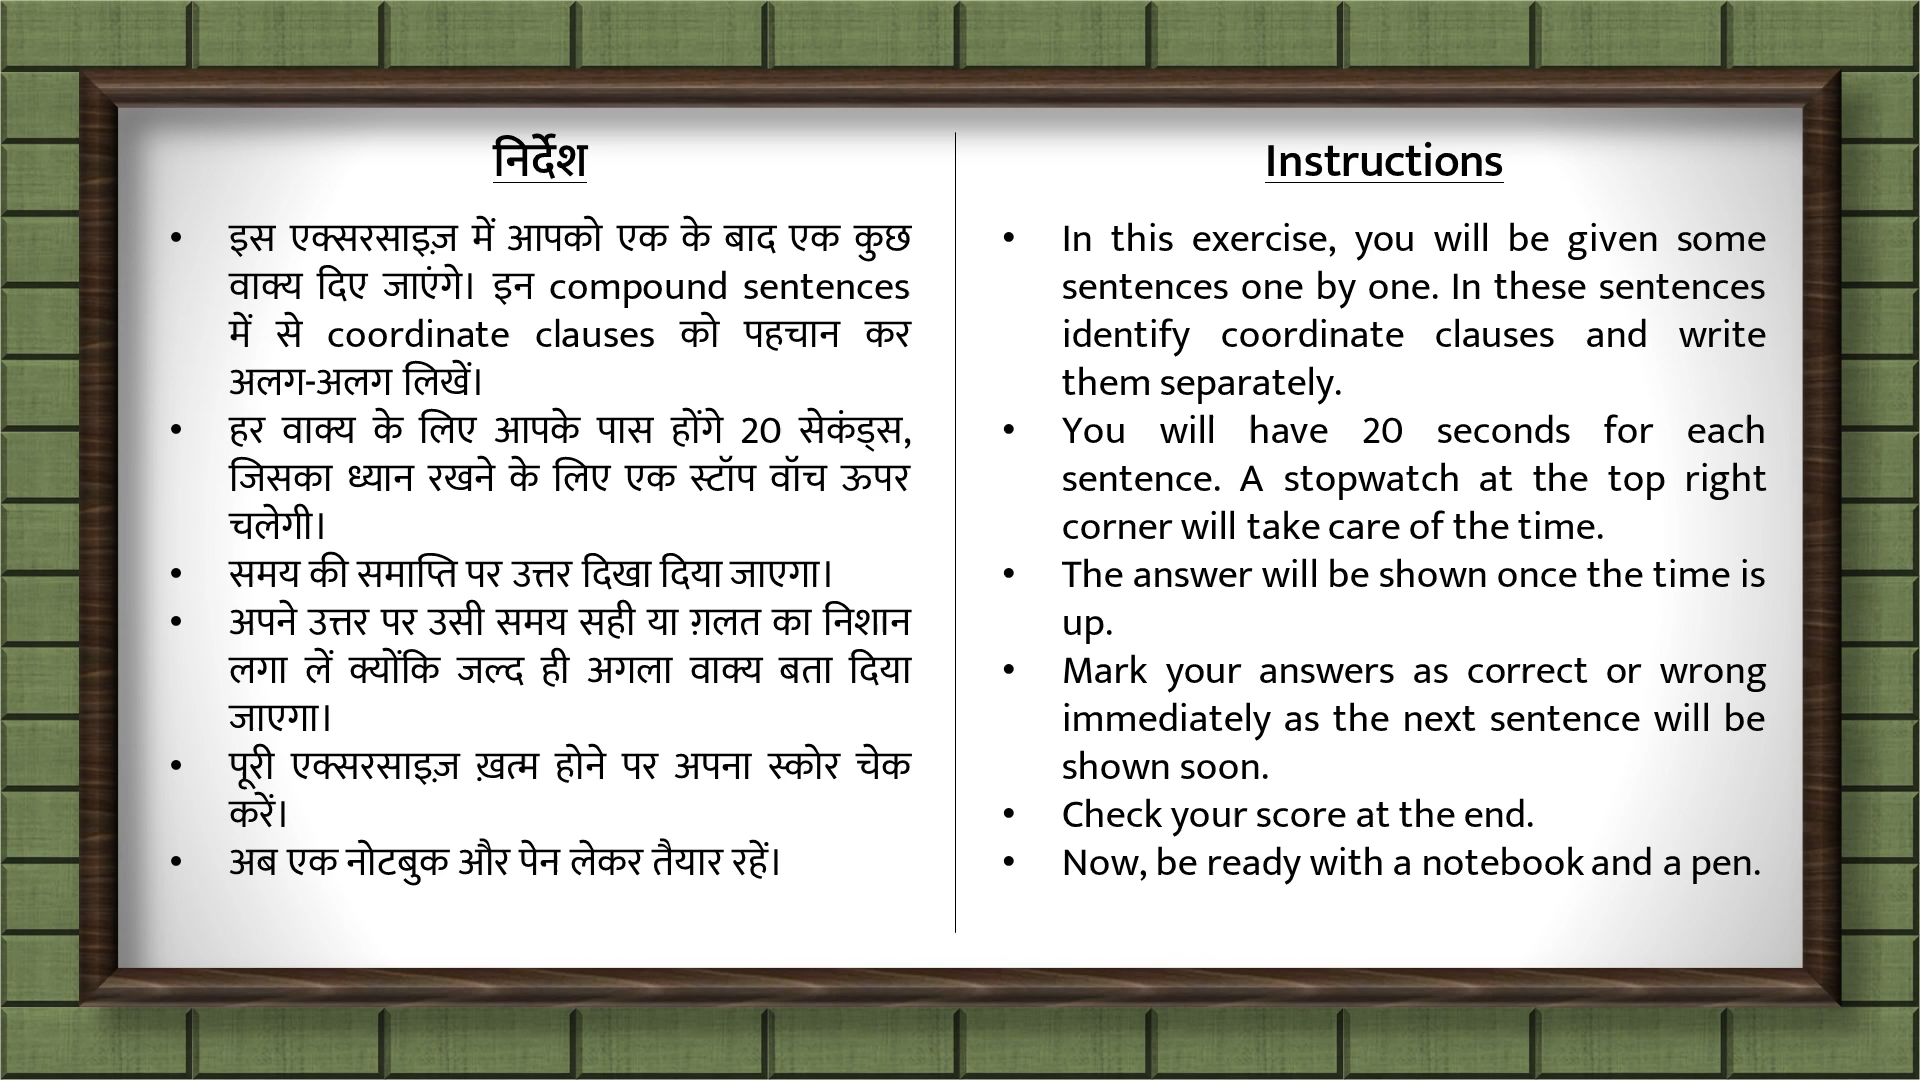 निर्देश
• इस एक्सरसाइज़ में आपको एक के बाद एक कुछ
वाक्य दिए जाएंगे। इन compound sentences
में से coordinate clauses को पहचान कर
अलग-अलग लिखें।
• हर वाक्य के लिए आपके पास होंगे 20 सेकंड्स,
जिसका ध्यान रखने के लिए एक स्टॉप वॉच ऊपर
चलेगी।
• समय की समाप्ति पर उत्तर दिखा दिया जाएगा।
• अपने उत्तर पर उसी समय सही या ग़लत का निशान
लगा लें क्योंकि जल्द ही अगला वाक्य बता दिया
जाएगा।
• पूरी एक्सरसाइज़ ख़त्म होने पर अपना स्कोर चेक
करें।
• अब एक नोटबुक और पेन लेकर तैयार रहें।
Instructions
• In this exercise, you will be given some
sentences one by one. In these sentences
identify coordinate clauses and write
them separately.
• You will have 20 seconds for each
sentence. A stopwatch at the top right
corner will take care of the time.
• The answer will be shown once the time is
up.
• Mark your answers as correct or wrong
immediately as the next sentence will be
shown soon.
• Check your score at the end.
• Now, be ready with a notebook and a pen.